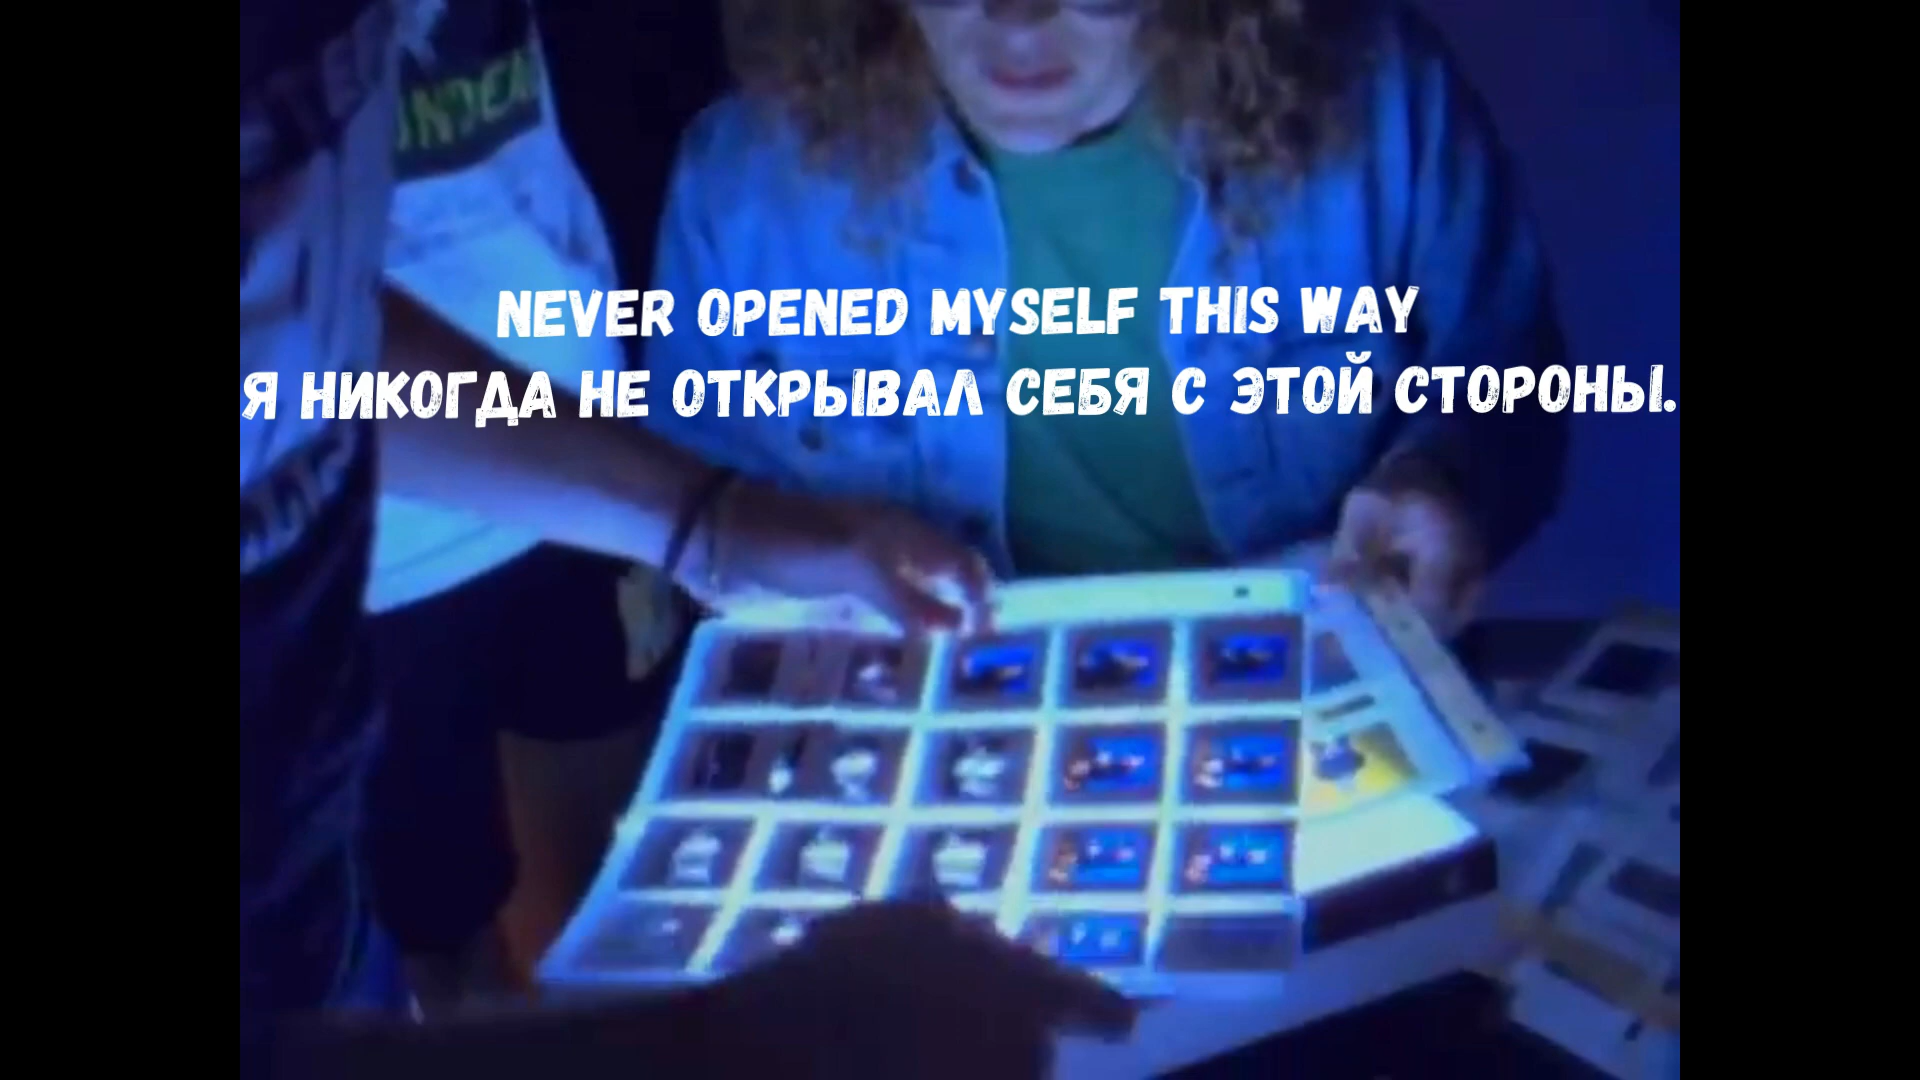 NEVER OPENED MYSELF THIS WAY
Я НИКОГДА НЕ ОТКРЫВАЛ СЕБЯ С ЭТОЙ СТОРОНЫ.